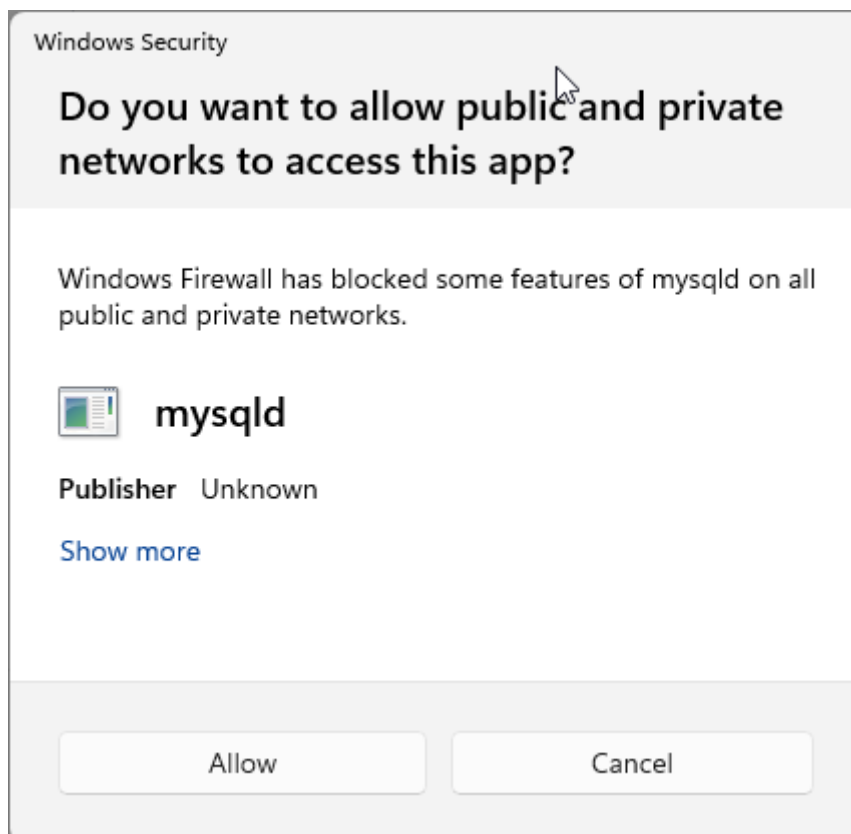 Windows Security
Do you want to allow public and private
networks to access this app?
Windows Firewall has blocked some features of mysqld on all
public and private networks.
mysqld
Publisher Unknown
Show more
Allow Cancel